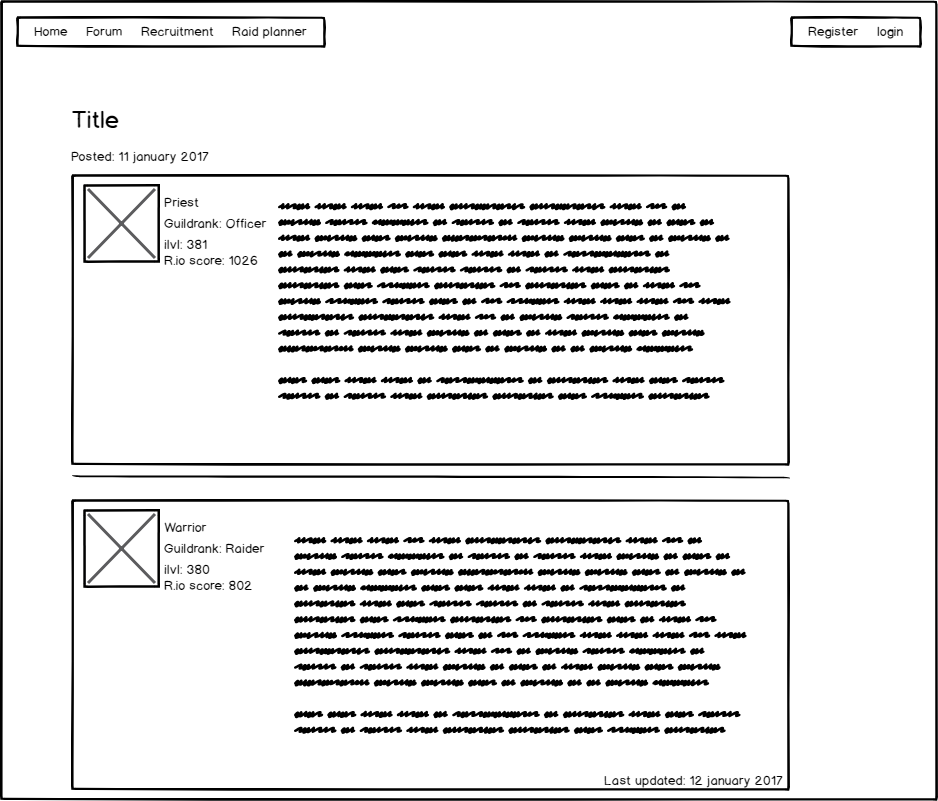 Home Forum Recruitment Raid planner Register login
Title
Posted: 11 january 2017
Priest
Guildrank: Officer
ilvl: 381
R.io score: 1026
Warrior
Guildrank: Raider
ilvl: 380
R.io score: 802
Last updated: 12 january 2017